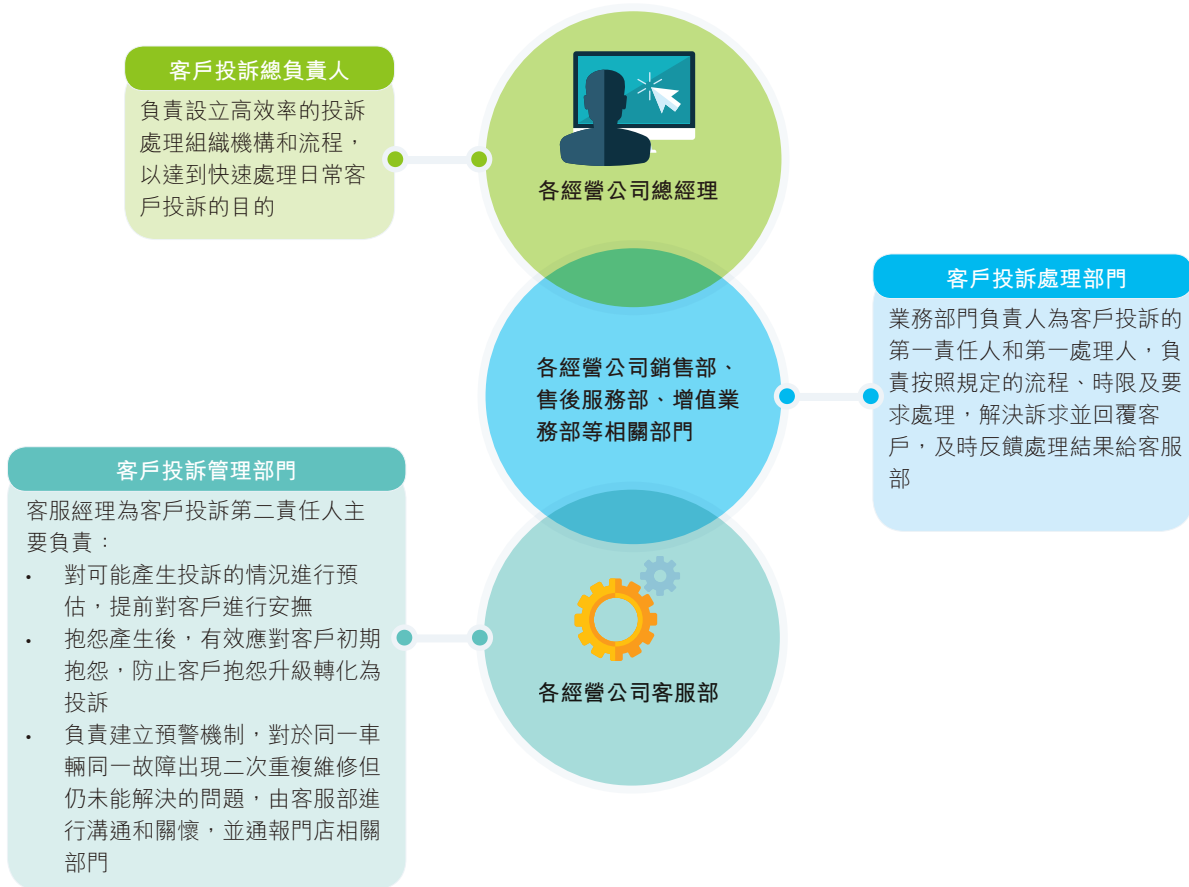 客戶投訴總負責人
負責設立高效率的投訴
處理組織機構和流程，
以達到快速處理日常客
戶投訴的目的
各經營公司總經理
客戶投訴處理部門
業務部門負責人為客戶投訴的
第一責任人和第一處理人，負
責按照規定的流程、時限及要
求處理，解決訴求並回覆客
戶，及時反饋處理結果給客服
部
各經營公司銷售部、
售後服務部、增值業
務部等相關部門
客戶投訴管理部門
客服經理為客戶投訴第二責任人主
要負責：
• 對可能產生投訴的情況進行預
估，提前對客戶進行安撫
• 抱怨產生後，有效應對客戶初期
抱怨，防止客戶抱怨升級轉化為
投訴
• 負責建立預警機制，對於同一車
輛同一故障出現二次重複維修但
仍未能解決的問題，由客服部進
行溝通和關懷，並通報門店相關
部門
各經營公司客服部